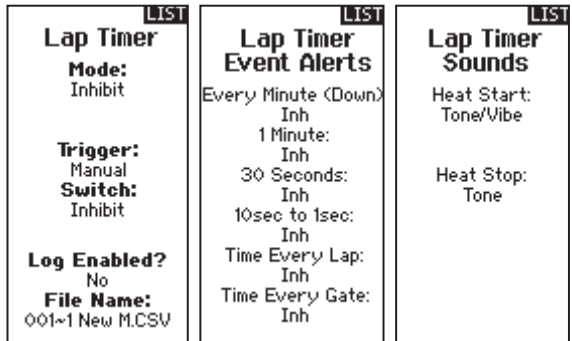 LIST
Lap Timer
Mode:
Inhibit
Trigger:
Manual
Switch:
Inhibit
Log Enabled?
No
File Name:
001~1 New M.CSV
LIST
Lap Timer
Event Alerts
Every Minute (Down)
Inh
1 Minute:
Inh
30 Seconds:
Inh
10sec to 1sec:
Inh
Time Every Lap:
Inh
Time Every Gate:
Inh
LIST
Lap Timer
Sounds
Heat Start:
Tone/Vibe
Heat Stop:
Tone